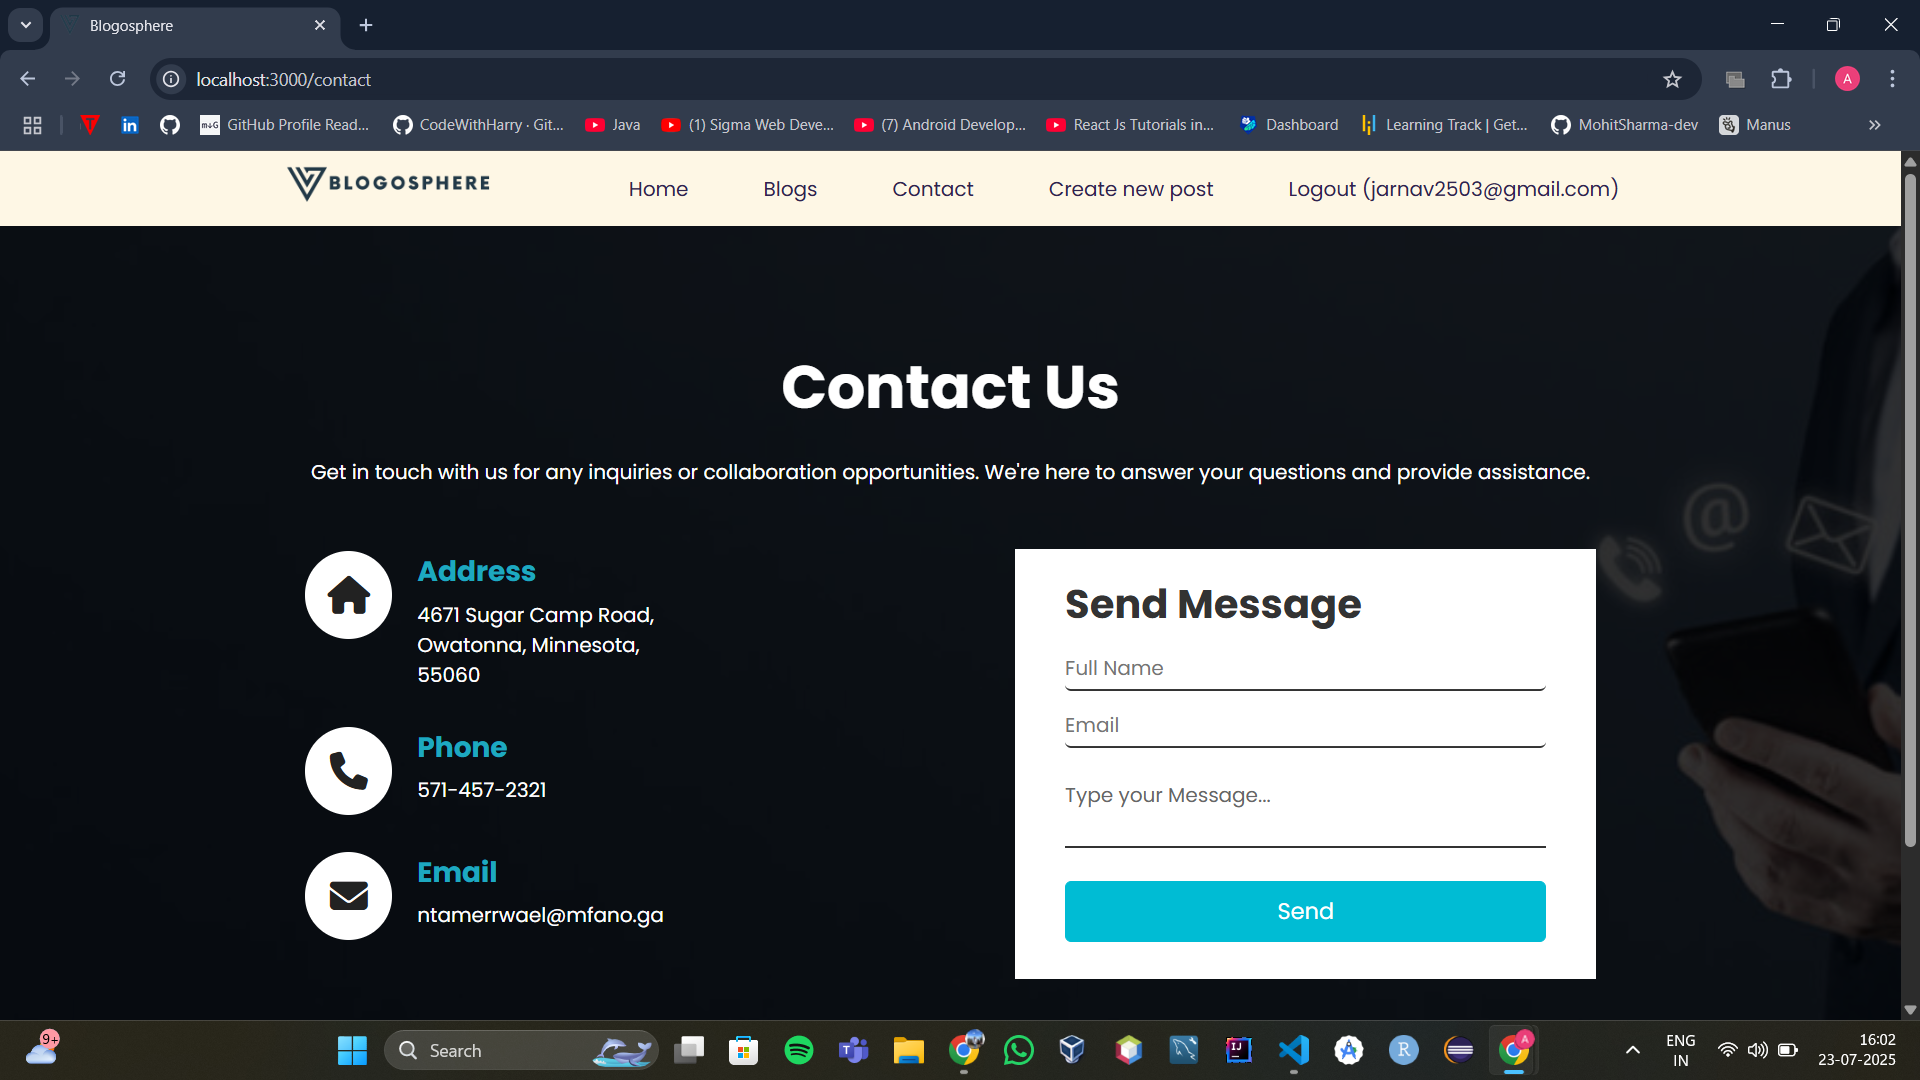 Blogosphere
localhost:3000/contact
A
GitHub Profile Read...
CodeWithHarry · Git...
Java
(1) Sigma Web Deve...
(7) Android Develop...
React Js Tutorials in...
Dashboard
Learning Track | Get...
MohitSharma-dev
Manus
BLOGOSPHERE
Home
Blogs
Contact
Create new post
Logout (jarnav2503@gmail.com)
Contact Us
Get in touch with us for any inquiries or collaboration opportunities. We're here to answer your questions and provide assistance.
Address
4671 Sugar Camp Road,
Owatonna, Minnesota,
55060
Phone
571-457-2321
Email
ntamerrwael@mfano.ga
Send Message
Full Name
Email
Type your Message...
Send
@
9+
Search
ENG
IN
16:02
23-07-2025